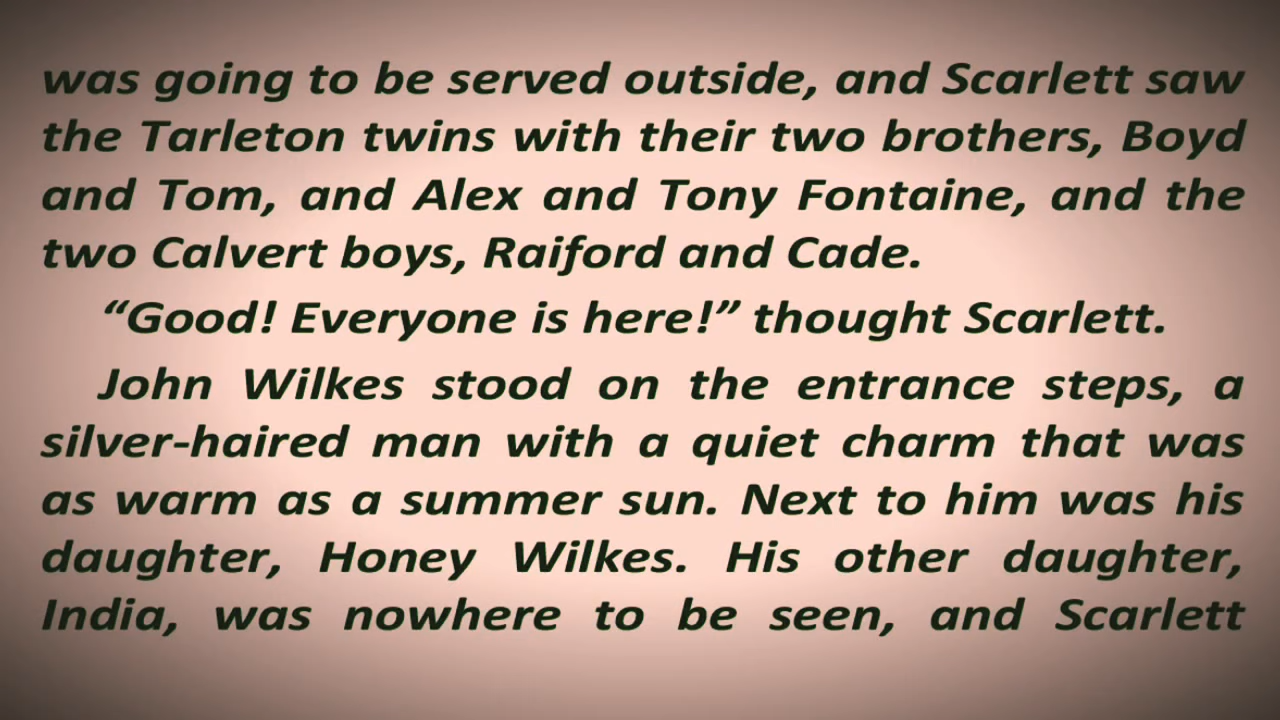 was going to be served outside, and Scarlett saw
the Tarleton twins with their two brothers, Boyd
and Tom, and Alex and Tony Fontaine, and the
two Calvert boys, Raiford and Cade.
“Good! Everyone is here!” thought Scarlett.
John Wilkes stood on the entrance steps, a
silver-haired man with a quiet charm that was
as warm as a summer sun. Next to him was his
daughter, Honey Wilkes. His other daughter,
India, was nowhere to be seen, and Scarlett